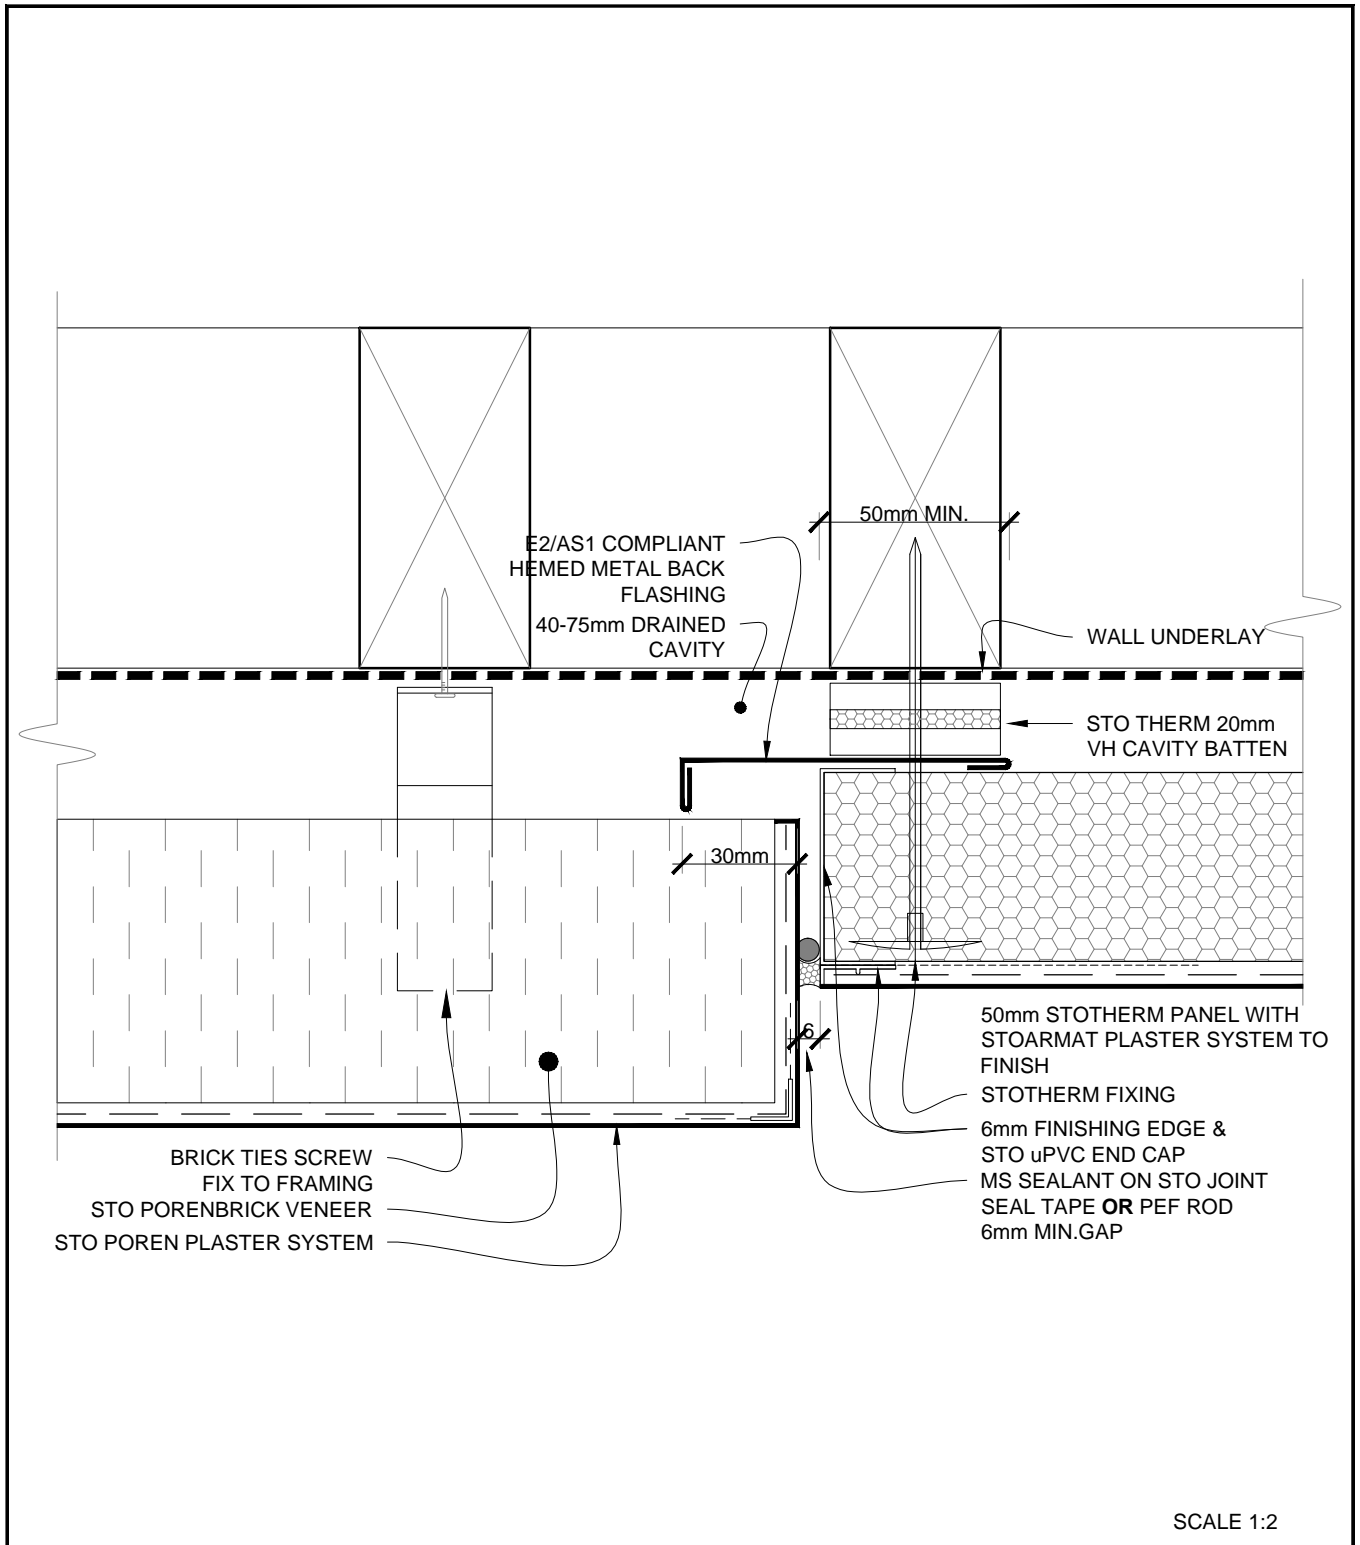 50mm MIN.
E2/AS1 COMPLIANT
HEMED METAL BACK
FLASHING
40-75mm DRAINED
CAVITY
WALL UNDERLAY
STO THERM 20mm
VH CAVITY BATTEN
30mm
6
50mm STOTHERM PANEL WITH
STOARMAT PLASTER SYSTEM TO
FINISH
STOTHERM FIXING
6mm FINISHING EDGE &
STO uPVC END CAP
MS SEALANT ON STO JOINT
SEAL TAPE OR PEF ROD
6mm MIN.GAP
BRICK TIES SCREW
FIX TO FRAMING
STO PORENBRICK VENEER
STO POREN PLASTER SYSTEM
SCALE 1:2